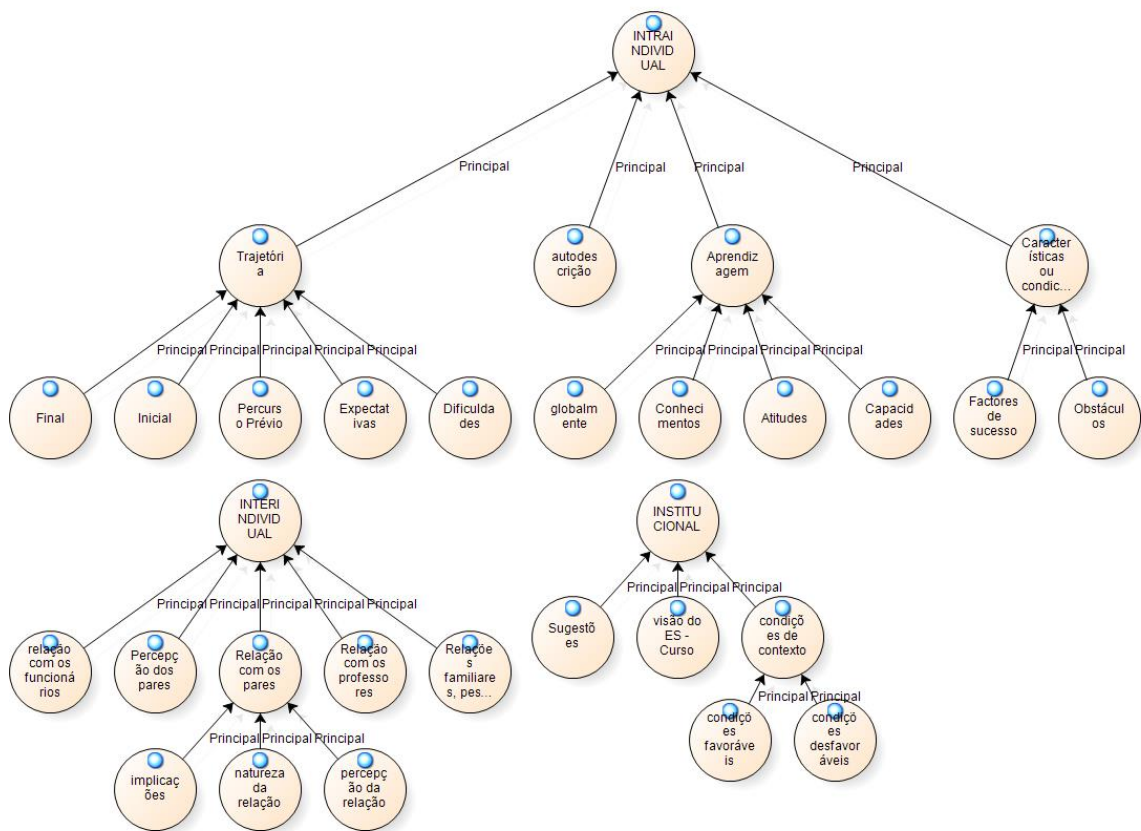 INTRAI
NDIVID
UAL
Principal
Principal
Principal
Principal
Trajetóri
a
autodes
crição
Aprendiz
agem
Caracter
ísticas
ou
condic...
Principal Principal Principal Principal
Principal Principal Principal
Principal Principal
Final
Inicial
Percurs
o Prévio
Expectat
ivas
Dificulda
des
globalm
ente
Conheci
mentos
Atitudes
Capacid
ades
Factores
de
sucesso
Obstácul
os
INTERI
NDIVID
UAL
INSTITU
CIONAL
Principal Principal Principal Principal
Principal Principal Principal
relação
com os
funcioná
rios
Percepç
ão dos
pares
Relação
com os
pares
Relação
com os
professo
res
Relaçõe
s
familiare
s, pes...
Sugestõ
es
visão do
ES -
Curso
condiçõ
es de
contexto
Principal Principal Principal
Principal Principal
implicaç
ões
natureza
da
relação
percepç
ão da
relação
condiçõ
es
favoráve
is
condiçõ
es
desfavor
áveis